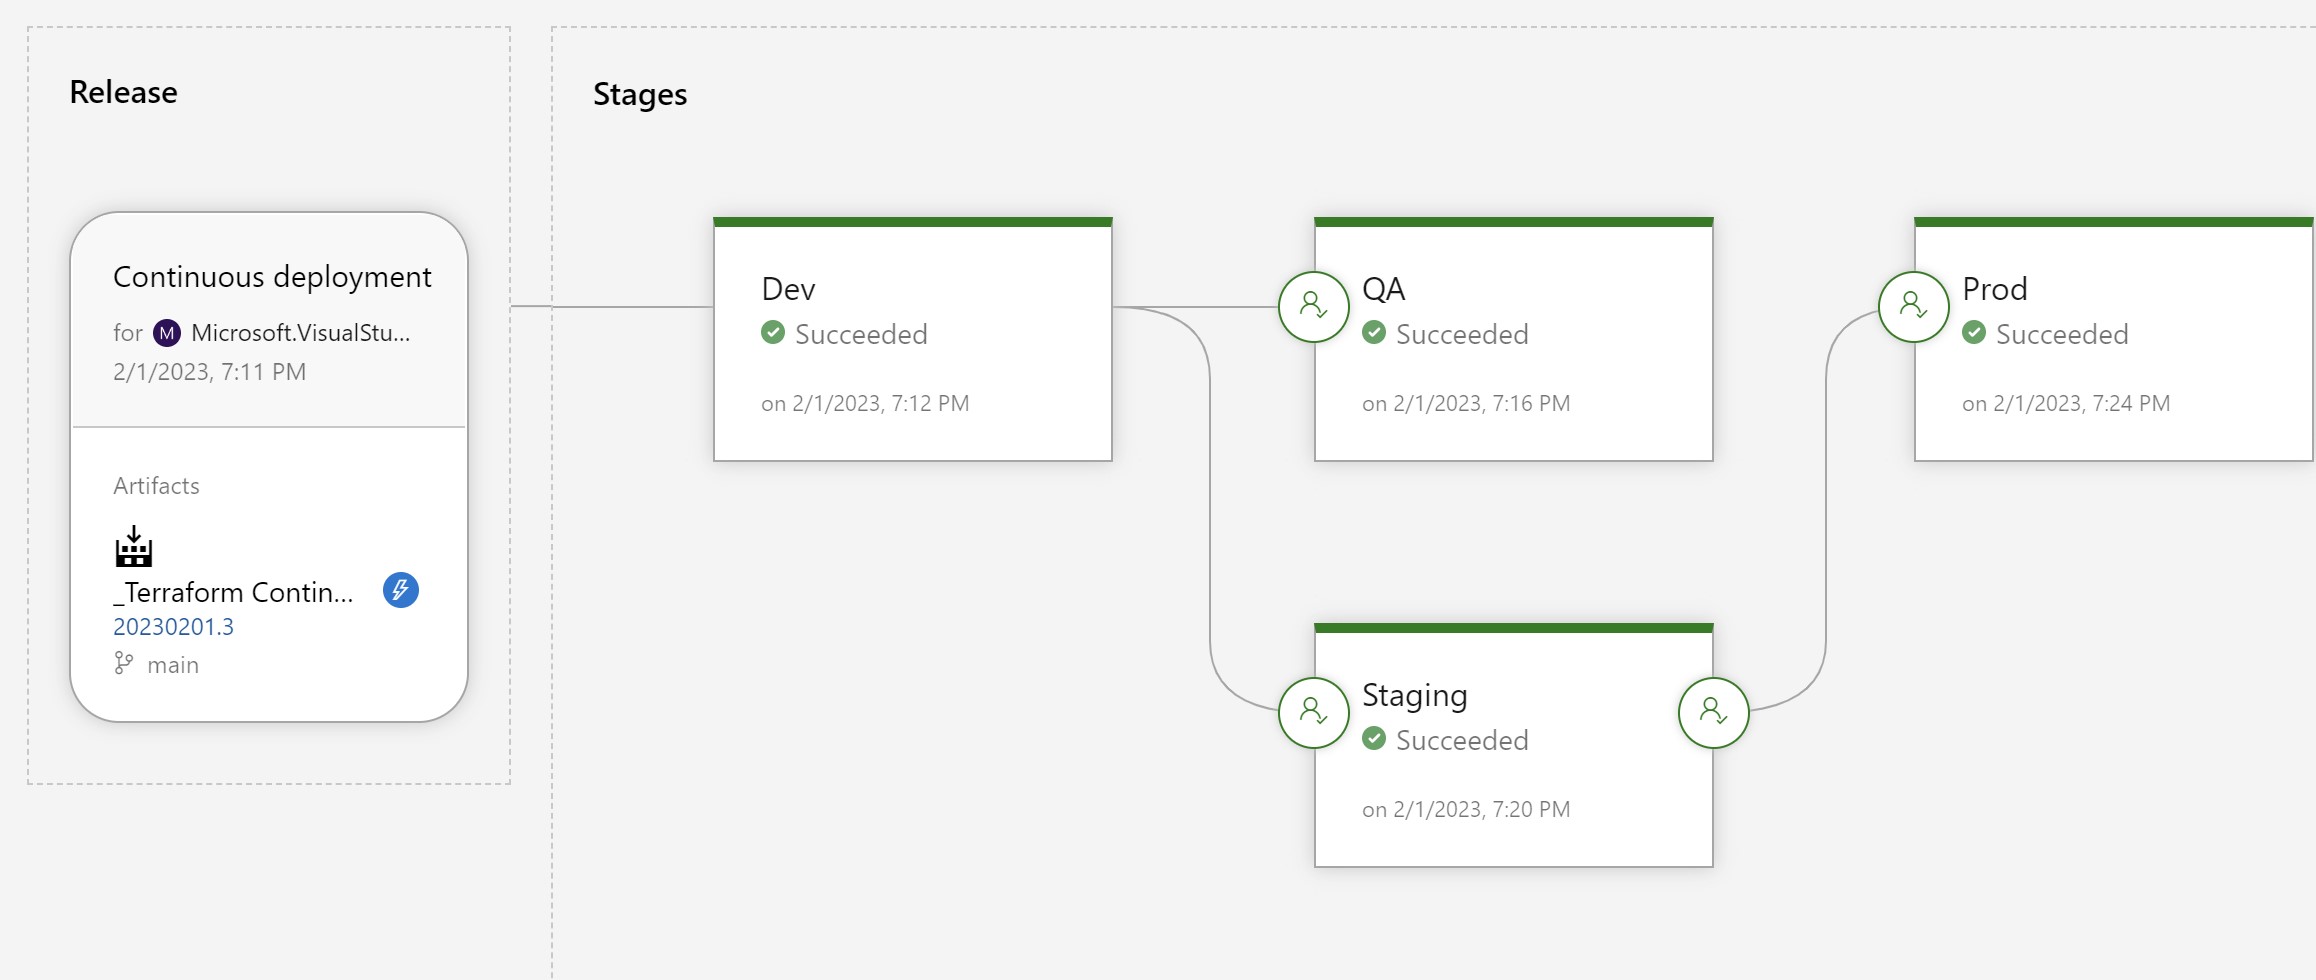 Release
Continuous deployment
for M Microsoft.VisualStu...
2/1/2023, 7:11 PM
Artifacts
_Terraform Contin...
20230201.3
main
Stages
Dev
Succeeded
on 2/1/2023, 7:12 PM
QA
Succeeded
on 2/1/2023, 7:16 PM
Prod
Succeeded
on 2/1/2023, 7:24 PM
Staging
Succeeded
on 2/1/2023, 7:20 PM